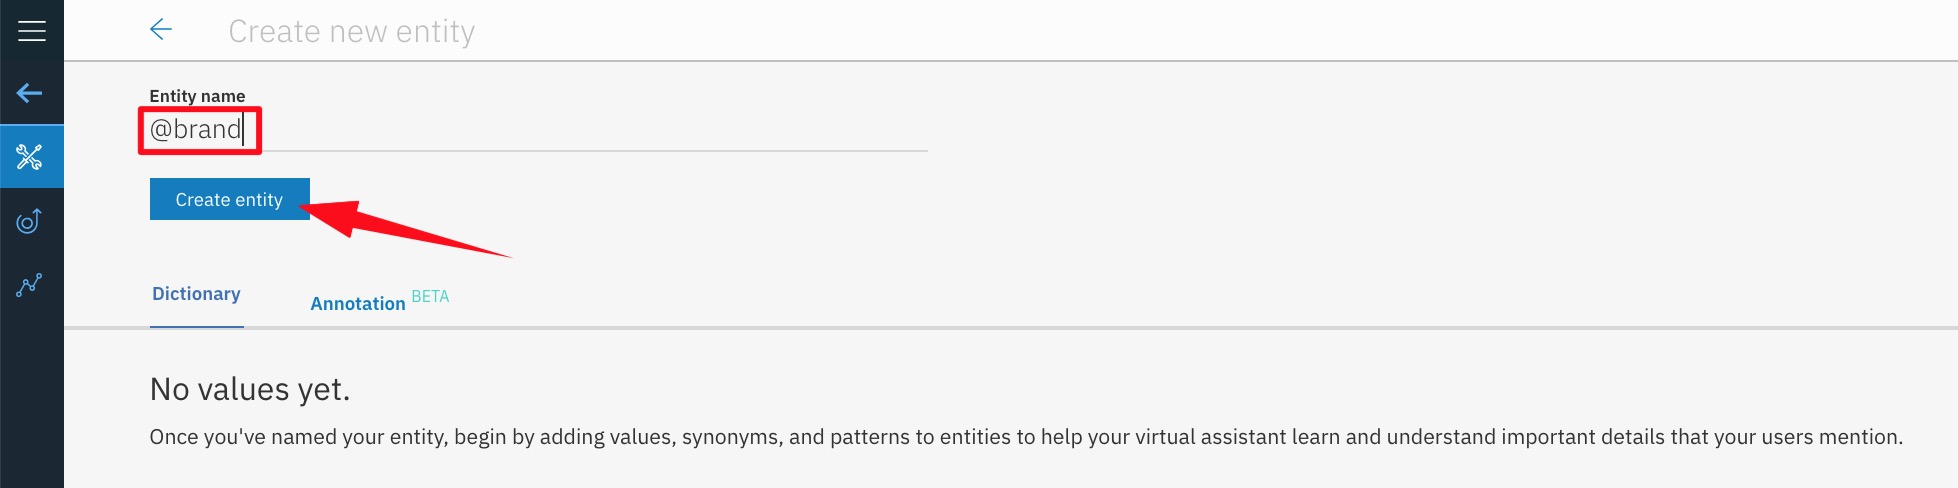 Create new entity
Entity name
@brand
Create entity
Dictionary
Annotation BETA
No values yet.
Once you've named your entity, begin by adding values, synonyms, and patterns to entities to help your virtual assistant learn and understand important details that your users mention.